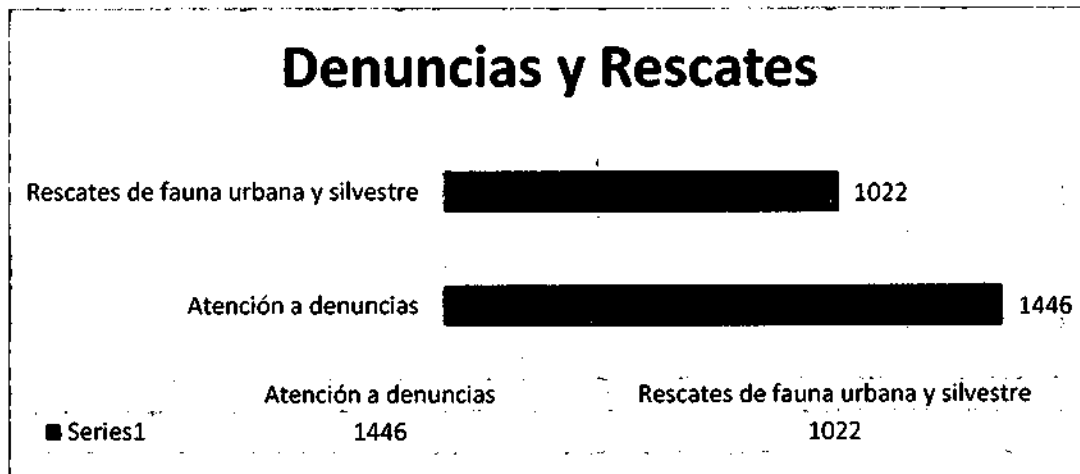 Denuncias y Rescates
Rescates de fauna urbana y silvestre 1022
Atención a denuncias 1446
Atención a denuncias Rescates de fauna urbana y silvestre
Series1 1446 1022